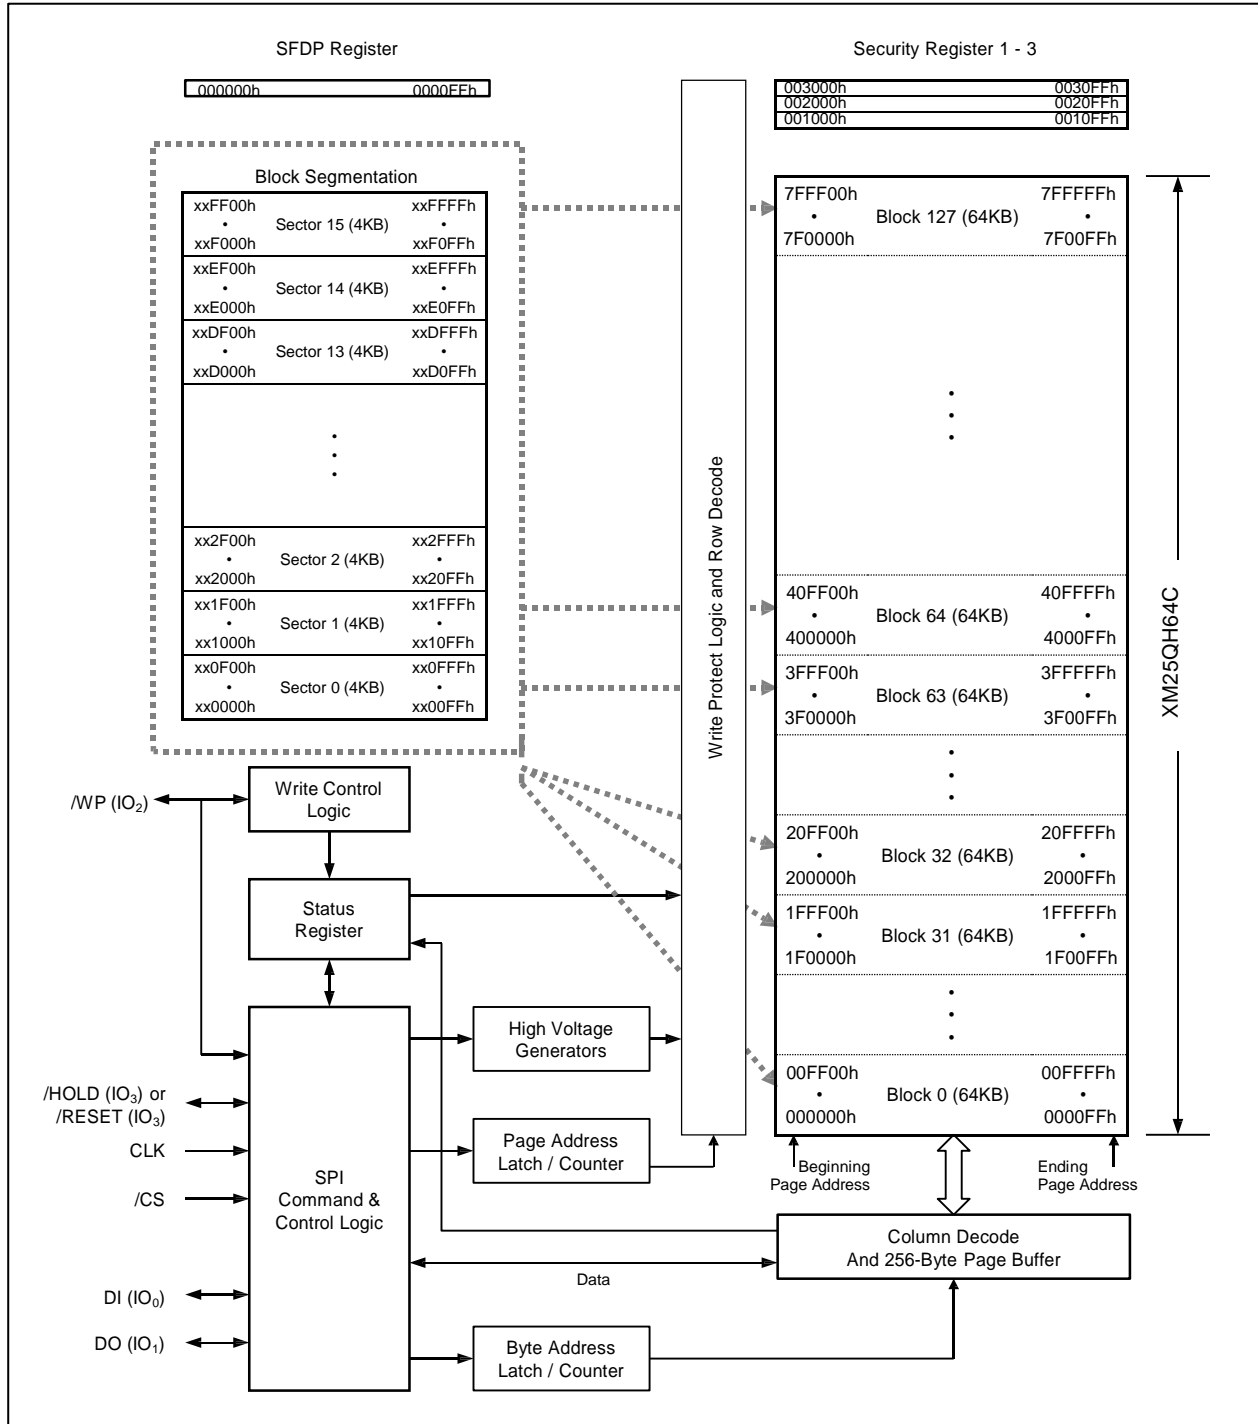 SFDP Register
000000h 0000FFh
Security Register 1 - 3
003000h 0030FFh
002000h 0020FFh
001000h 0010FFh
Block Segmentation
xxFF00h xxFFFFh
• Sector 15 (4KB) •
xxF000h xxF0FFh
xxEF00h xxEFFFh
• Sector 14 (4KB) •
xxE000h xxE0FFh
xxDF00h xxDFFFh
• Sector 13 (4KB) •
xxD000h xxD0FFh
xx2F00h xx2FFFh
• Sector 2 (4KB) •
xx2000h xx20FFh
xx1F00h xx1FFFh
• Sector 1 (4KB) •
xx1000h xx10FFh
xx0F00h xx0FFFh
• Sector 0 (4KB) •
xx0000h xx00FFh
Write Protect Logic and Row Decode
7FFF00h 7FFFFFh
• Block 127 (64KB) •
7F0000h 7F00FFh
40FF00h 40FFFFh
• Block 64 (64KB) •
400000h 4000FFh
3FFF00h 3FFFFFh
• Block 63 (64KB) •
3F0000h 3F00FFh
20FF00h 20FFFFh
• Block 32 (64KB) •
200000h 2000FFh
1FFF00h 1FFFFFh
• Block 31 (64KB) •
1F0000h 1F00FFh
00FF00h 00FFFFh
• Block 0 (64KB) •
000000h 0000FFh
XM25QH64C
Beginning
Page Address
Ending
Page Address
/WP (IO₂)
Write Control
Logic
Status
Register
/HOLD (IO₃) or
/RESET (IO₃)
CLK
/CS
DI (IO₀)
DO (IO₁)
SPI
Command &
Control Logic
High Voltage
Generators
Page Address
Latch / Counter
Column Decode
And 256-Byte Page Buffer
Data
Byte Address
Latch / Counter